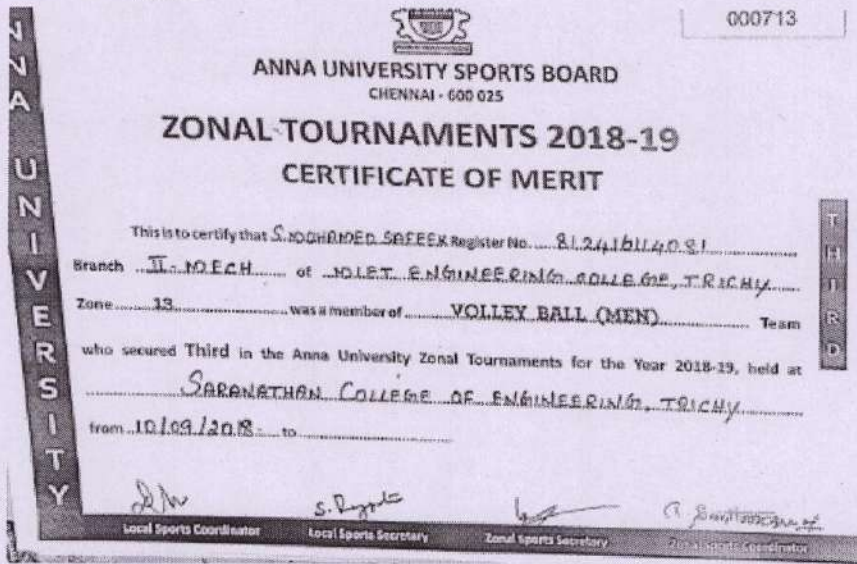 000713
ANNA UNIVERSITY SPORTS BOARD
CHENNAI - 600 025
ZONAL TOURNAMENTS 2018-19
CERTIFICATE OF MERIT
This is to certify that S. MOHAMED SAFEEK Register No. 812416114081
Branch II - MECH of MIET ENGINEERING COLLEGE, TRICHY
Zone 13 was a member of VOLLEY BALL (MEN) Team
who secured Third in the Anna University Zonal Tournaments for the Year 2018-19, held at
SARANATHAN COLLEGE OF ENGINEERING, TRICHY
from 10/09/2018 to
Local Sports Coordinator Local Sports Secretary Zonal Sports Secretary Zonal Sports Coordinator
ANNA UNIVERSITY
THIRD